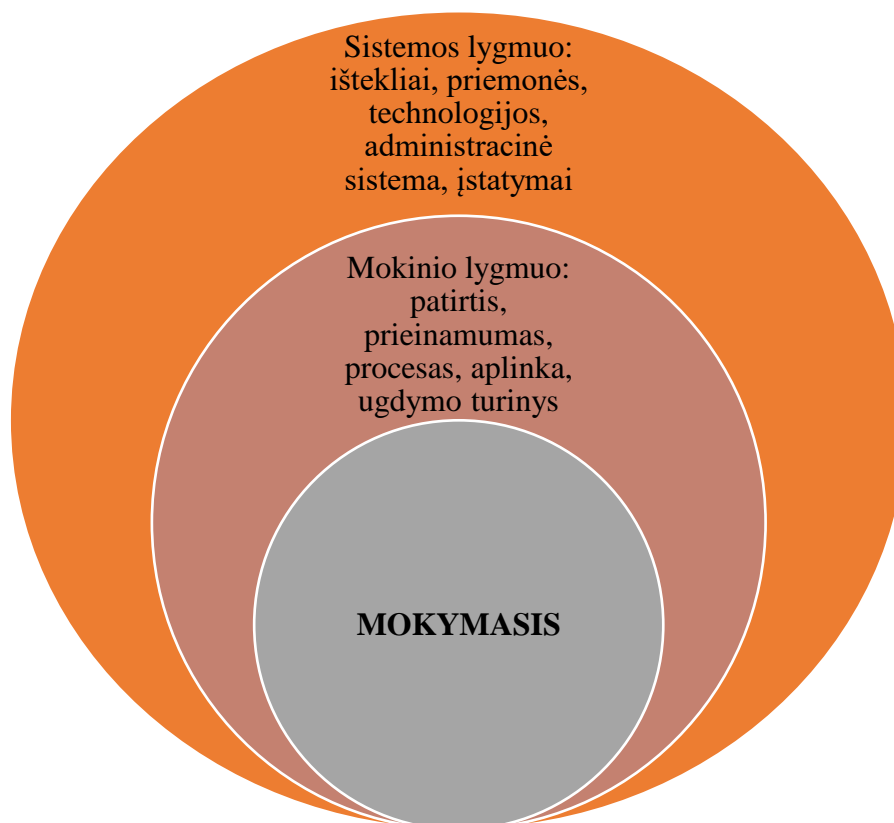 Sistemos lygmuo:
ištekliai, priemonės,
technologijos,
administracinė
sistema, įstatymai
Mokinio lygmuo:
patirtis,
prieinamumas,
procesas, aplinka,
ugdymo turinys
MOKYMASIS